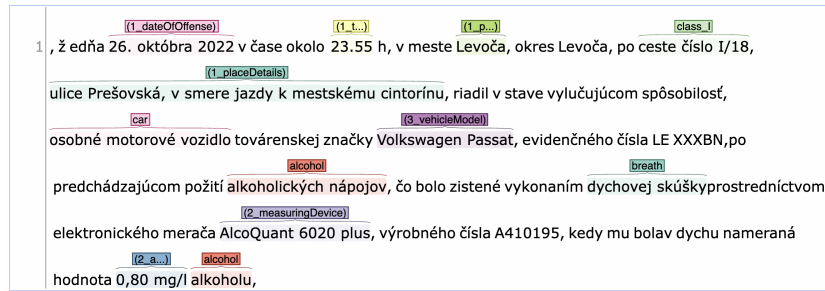 (1_dateOfOffense) (1_t...) (1_p...) class_I
1 , ž edňa 26. októbra 2022 v čase okolo 23.55 h, v meste Levoča, okres Levoča, po ceste číslo I/18,
(1_placeDetails)
ulice Prešovská, v smere jazdy k mestskému cintorínu, riadil v stave vylučujúcom spôsobilosť,
car (3_vehicleModel)
osobné motorové vozidlo továrenskej značky Volkswagen Passat, evidenčného čísla LE XXXBN,po
alcohol breath
predchádzajúcom požití alkoholických nápojov, čo bolo zistené vykonaním dychovej skúškyprostredníctvom
(2_measuringDevice)
elektronického merača AlcoQuant 6020 plus, výrobného čísla A410195, kedy mu bolav dychu nameraná
(2_a...) alcohol
hodnota 0,80 mg/l alkoholu,